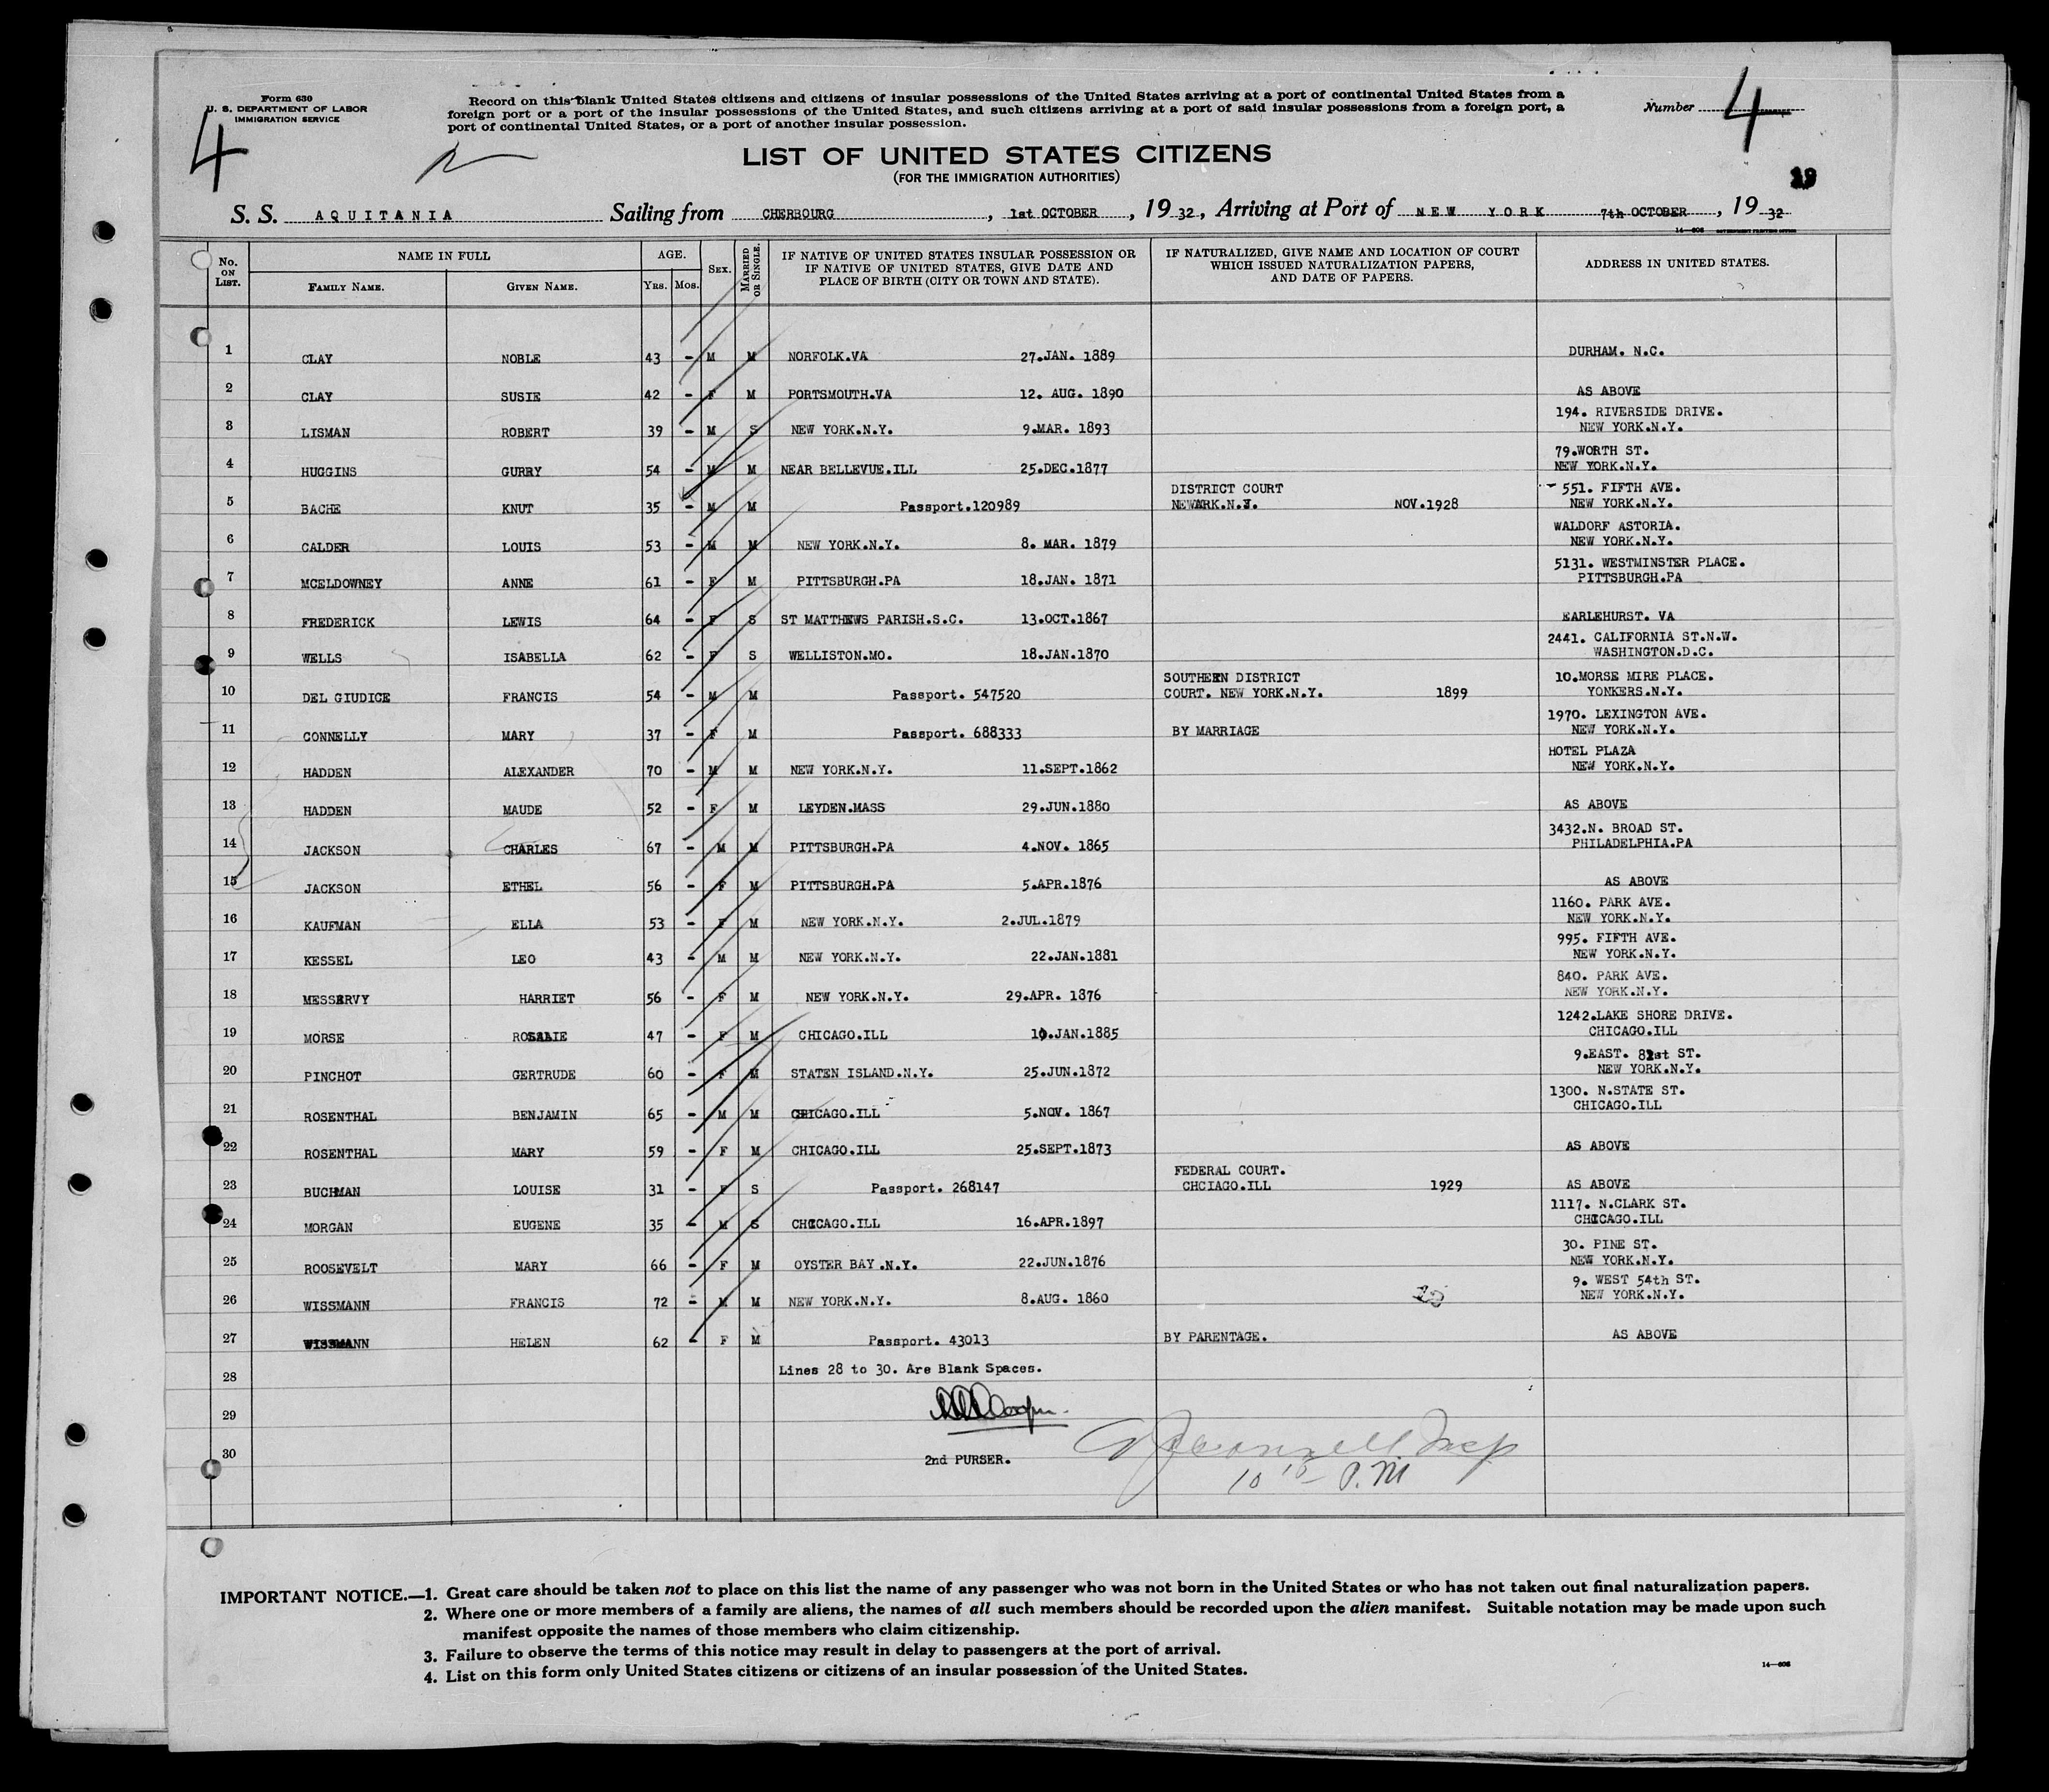 Form 630
U. S. DEPARTMENT OF LABOR
IMMIGRATION SERVICE
4
Record on this blank United States citizens and citizens of insular possessions of the United States arriving at a port of continental United States from a
foreign port or a port of the insular possessions of the United States, and such citizens arriving at a port of said insular possessions from a foreign port, a
port of continental United States, or a port of another insular possession.
Number 4
LIST OF UNITED STATES CITIZENS
(FOR THE IMMIGRATION AUTHORITIES)
S. S. AQUITANIA Sailing from CHERBOURG, 1st OCTOBER, 1932, Arriving at Port of NEW YORK 7th OCTOBER, 1932
No. ON LIST. NAME IN FULL FAMILY NAME. GIVEN NAME. AGE. YRS. MOS. SEX. MARRIED OR SINGLE. IF NATIVE OF UNITED STATES INSULAR POSSESSION OR IF NATIVE OF UNITED STATES, GIVE DATE AND PLACE OF BIRTH (CITY OR TOWN AND STATE). IF NATURALIZED, GIVE NAME AND LOCATION OF COURT WHICH ISSUED NATURALIZATION PAPERS, AND DATE OF PAPERS. ADDRESS IN UNITED STATES.
1 CLAY NOBLE 43 - M M NORFOLK.VA 27.JAN. 1889 DURHAM. N.C.
2 CLAY SUSIE 42 - F M PORTSMOUTH.VA 12. AUG. 1890 AS ABOVE
3 LISMAN ROBERT 39 - M S NEW YORK.N.Y. 9.MAR. 1893 194. RIVERSIDE DRIVE. NEW YORK.N.Y.
4 HUGGINS GURRY 54 - M M NEAR BELLEVUE.ILL 25.DEC.1877 79.WORTH ST. NEW YORK.N.Y.
5 BACHE KNUT 35 - M M Passport.120989 DISTRICT COURT NEWARK.N.J. NOV.1928 551. FIFTH AVE. NEW YORK.N.Y.
6 CALDER LOUIS 53 - M M NEW YORK.N.Y. 8. MAR. 1879 WALDORF ASTORIA. NEW YORK.N.Y.
7 MCELDOWNEY ANNE 61 - F M PITTSBURGH.PA 18.JAN. 1871 5131. WESTMINSTER PLACE. PITTSBURGH.PA
8 FREDERICK LEWIS 64 - F S ST MATTHEWS PARISH.S.C. 13.OCT.1867 EARLEHURST. VA
9 WELLS ISABELLA 62 - F S WELLISTON.MO. 18.JAN.1870 2441. CALIFORNIA ST.N.W. WASHINGTON.D.C.
10 DEL GIUDICE FRANCIS 54 - M M Passport. 547520 SOUTHERN DISTRICT COURT. NEW YORK.N.Y. 1899 10.MORSE MIRE PLACE. YONKERS.N.Y.
11 CONNELLY MARY 37 - F M Passport. 688333 BY MARRIAGE 1970. LEXINGTON AVE. NEW YORK.N.Y.
12 HADDEN ALEXANDER 70 - M M NEW YORK.N.Y. 11.SEPT.1862 HOTEL PLAZA NEW YORK.N.Y.
13 HADDEN MAUDE 52 - F M LEYDEN.MASS 29.JUN.1880 AS ABOVE
14 JACKSON CHARLES 67 - M M PITTSBURGH.PA 4.NOV. 1865 3432.N. BROAD ST. PHILADELPHIA.PA
15 JACKSON ETHEL 56 - F M PITTSBURGH.PA 5.APR.1876 AS ABOVE
16 KAUFMAN ELLA 53 - F M NEW YORK.N.Y. 2.JUL.1879 1160. PARK AVE. NEW YORK.N.Y.
17 KESSEL LEO 43 - M M NEW YORK.N.Y. 22.JAN.1881 995. FIFTH AVE. NEW YORK.N.Y.
18 MESSERVY HARRIET 56 - F M NEW YORK.N.Y. 29.APR. 1876 840. PARK AVE. NEW YORK.N.Y.
19 MORSE ROSALIE 47 - F M CHICAGO.ILL 10.JAN.1885 1242.LAKE SHORE DRIVE. CHICAGO.ILL
20 PINCHOT GERTRUDE 60 - F M STATEN ISLAND.N.Y. 25.JUN.1872 9.EAST. 81st ST. NEW YORK.N.Y.
21 ROSENTHAL BENJAMIN 65 - M M CHICAGO.ILL 5.NOV. 1867 1300. N.STATE ST. CHICAGO.ILL
22 ROSENTHAL MARY 59 - F M CHICAGO.ILL 25.SEPT.1873 AS ABOVE
23 BUCHMAN LOUISE 31 - F S Passport. 268147 FEDERAL COURT. CHCIAGO.ILL 1929 AS ABOVE
24 MORGAN EUGENE 35 - M S CHICAGO.ILL 16.APR.1897 1117. N.CLARK ST. CHICAGO.ILL
25 ROOSEVELT MARY 66 - F M OYSTER BAY.N.Y. 22.JUN.1876 30. PINE ST. NEW YORK.N.Y.
26 WISSMANN FRANCIS 72 - M M NEW YORK.N.Y. 8.AUG. 1860 9. WEST 54th ST. NEW YORK.N.Y.
27 WISSMANN HELEN 62 - F M Passport. 43013 BY PARENTAGE. AS ABOVE
28 Lines 28 to 30. Are Blank Spaces.
29
30 2nd PURSER.
10 15 P.M
IMPORTANT NOTICE.—1. Great care should be taken not to place on this list the name of any passenger who was not born in the United States or who has not taken out final naturalization papers.
2. Where one or more members of a family are aliens, the names of all such members should be recorded upon the alien manifest. Suitable notation may be made upon such
manifest opposite the names of those members who claim citizenship.
3. Failure to observe the terms of this notice may result in delay to passengers at the port of arrival.
4. List on this form only United States citizens or citizens of an insular possession of the United States.
14—606